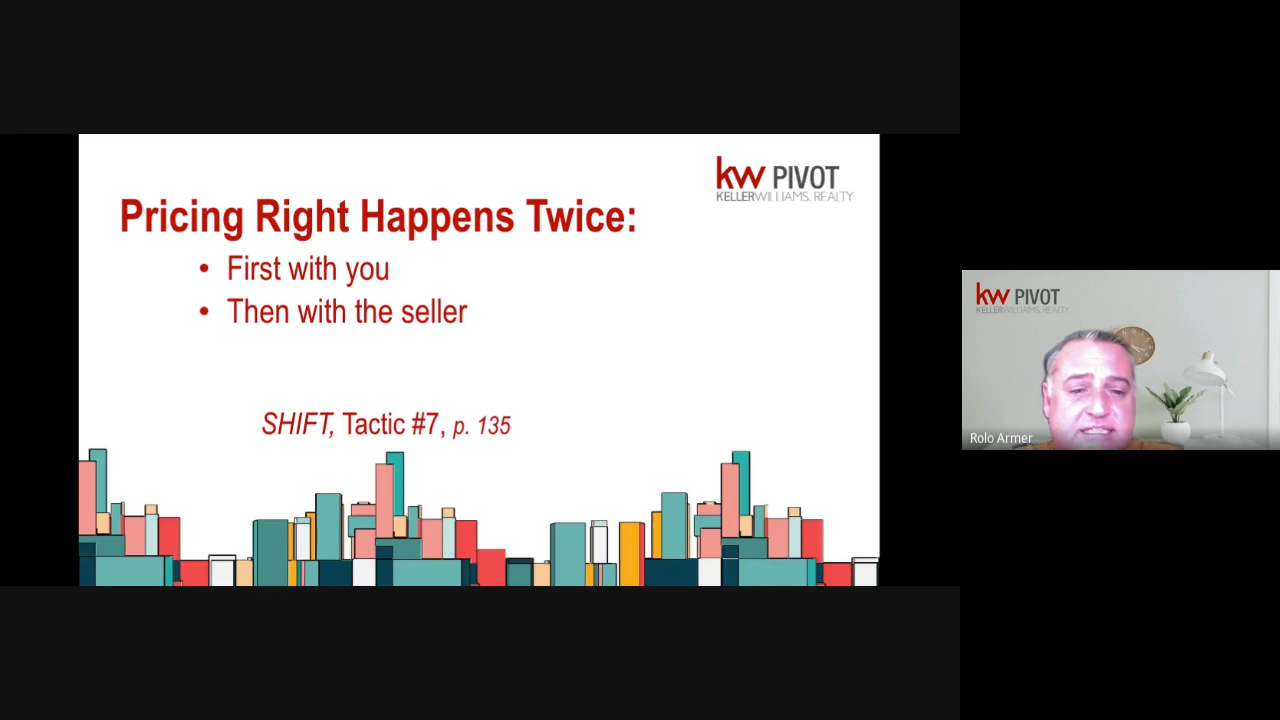 kw PIVOT
KELLERWILLIAMS. REALTY
Pricing Right Happens Twice:
• First with you
• Then with the seller
SHIFT, Tactic #7, p. 135
kw PIVOT
KELLERWILLIAMS. REALTY
Rolo Armer